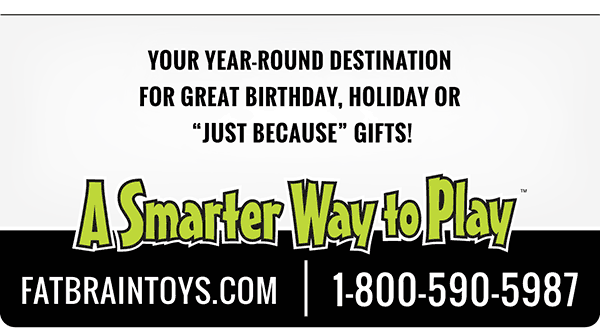 YOUR YEAR-ROUND DESTINATION
FOR GREAT BIRTHDAY, HOLIDAY OR
“JUST BECAUSE” GIFTS!
A Smarter Way to Play™
FATBRAINTOYS.COM | 1-800-590-5987